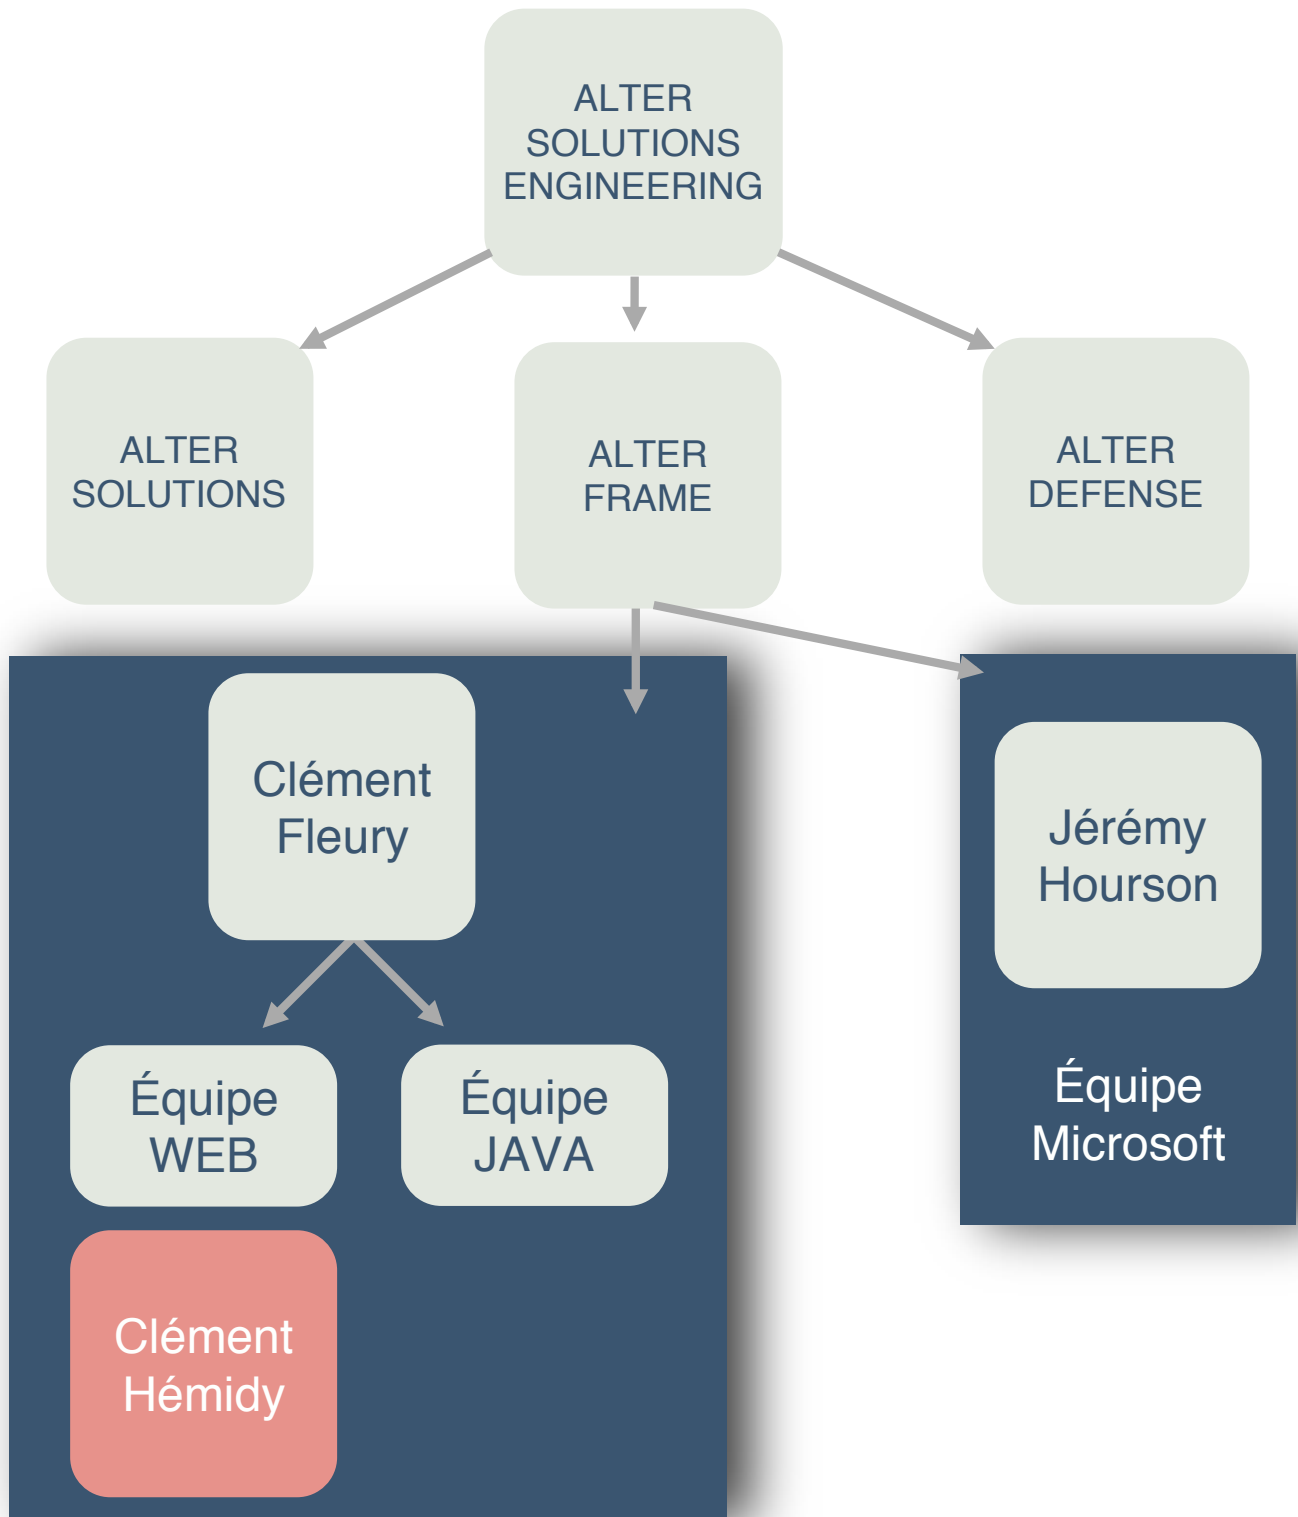 ALTER
SOLUTIONS
ENGINEERING
ALTER
SOLUTIONS
ALTER
FRAME
ALTER
DEFENSE
Clément
Fleury
Jérémy
Hourson
Équipe
WEB
Équipe
JAVA
Équipe
Microsoft
Clément
Hémidy